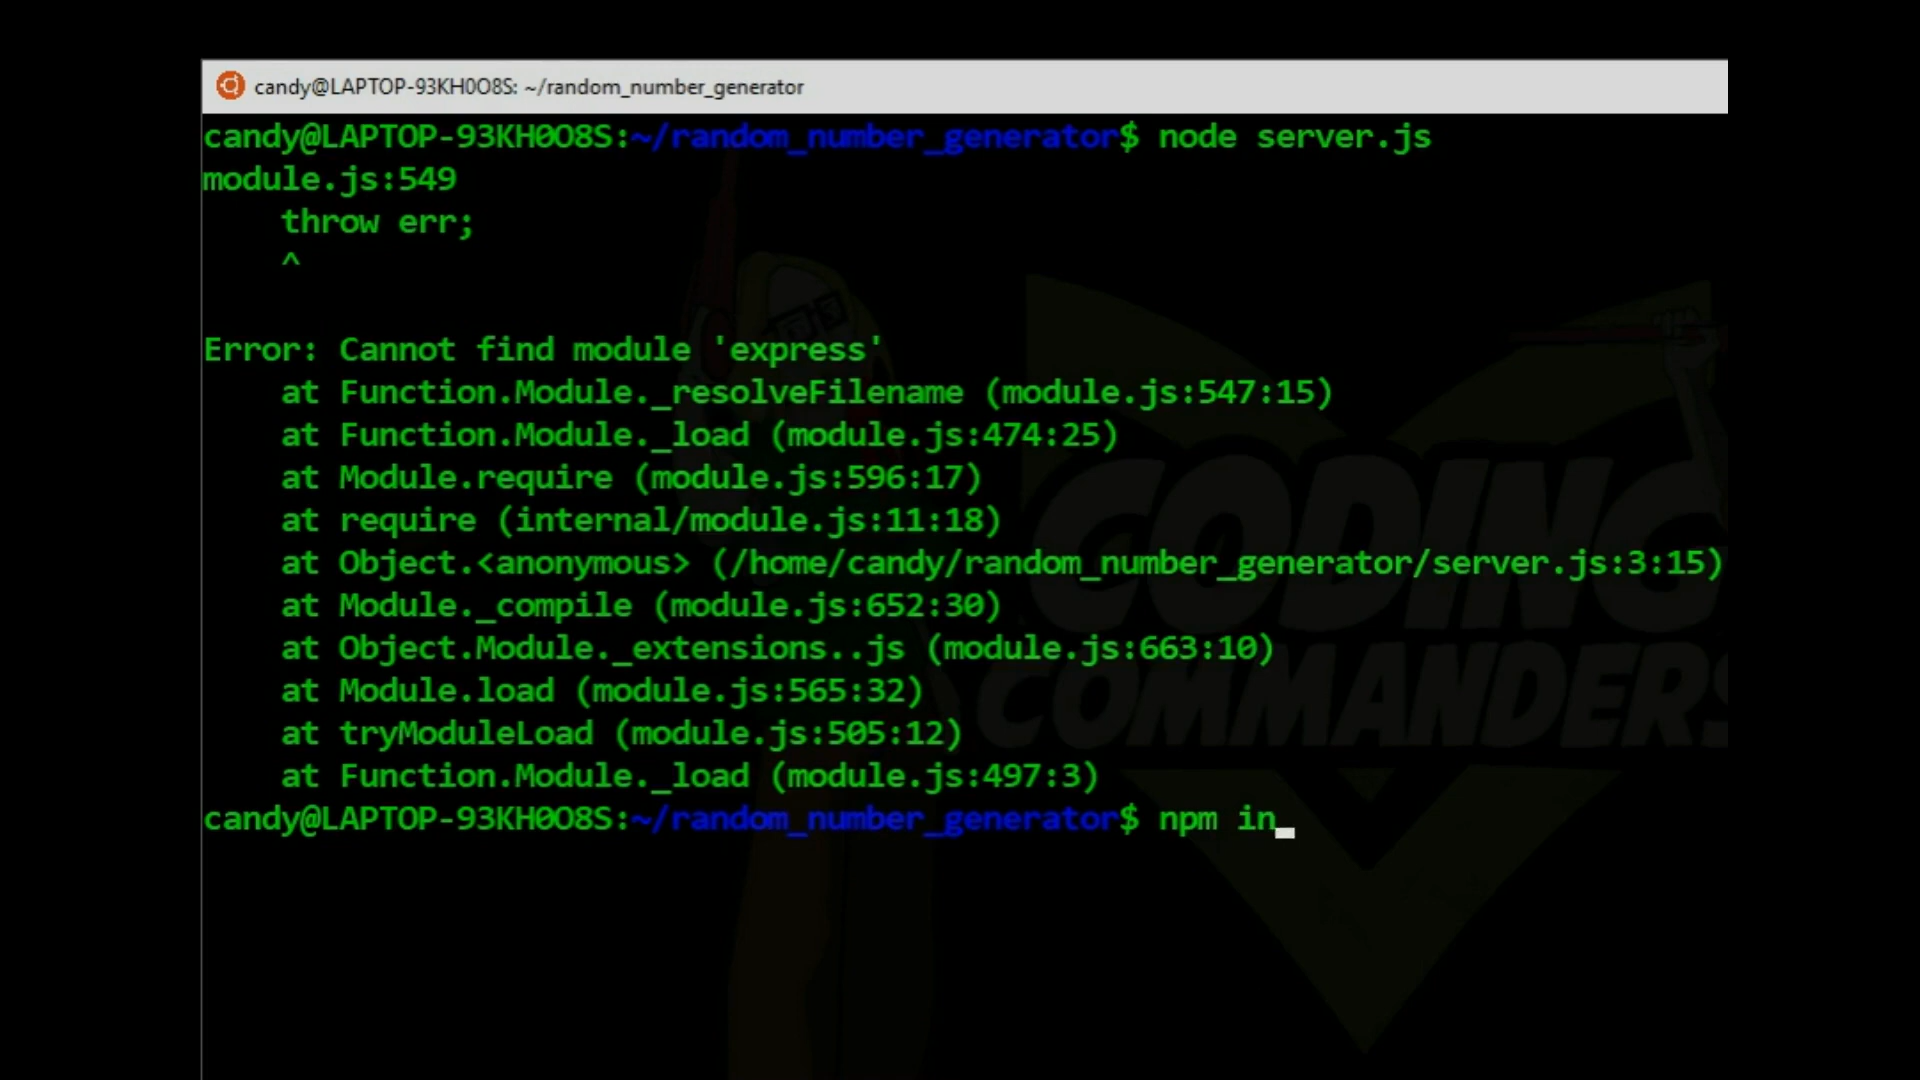 candy@LAPTOP-93KH0O8S: ~/random_number_generator
candy@LAPTOP-93KH0O8S:~/random_number_generator$ node server.js
module.js:549
    throw err;
    ^
Error: Cannot find module 'express'
    at Function.Module._resolveFilename (module.js:547:15)
    at Function.Module._load (module.js:474:25)
    at Module.require (module.js:596:17)
    at require (internal/module.js:11:18)
    at Object.<anonymous> (/home/candy/random_number_generator/server.js:3:15)
    at Module._compile (module.js:652:30)
    at Object.Module._extensions..js (module.js:663:10)
    at Module.load (module.js:565:32)
    at tryModuleLoad (module.js:505:12)
    at Function.Module._load (module.js:497:3)
candy@LAPTOP-93KH0O8S:~/random_number_generator$ npm in_
CODING
COMMANDERS